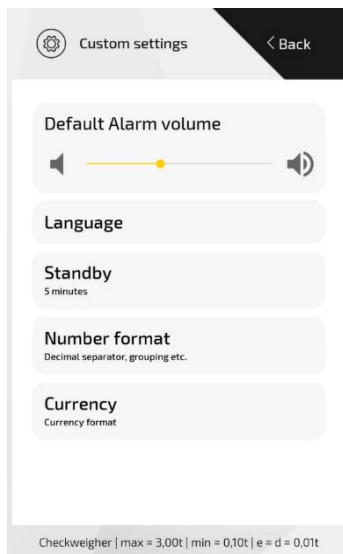 Custom settings
< Back
Default Alarm volume
Language
Standby
5 minutes
Number format
Decimal separator, grouping etc.
Currency
Currency format
Checkweigher | max = 3,00t | min = 0,10t | e = d = 0,01t